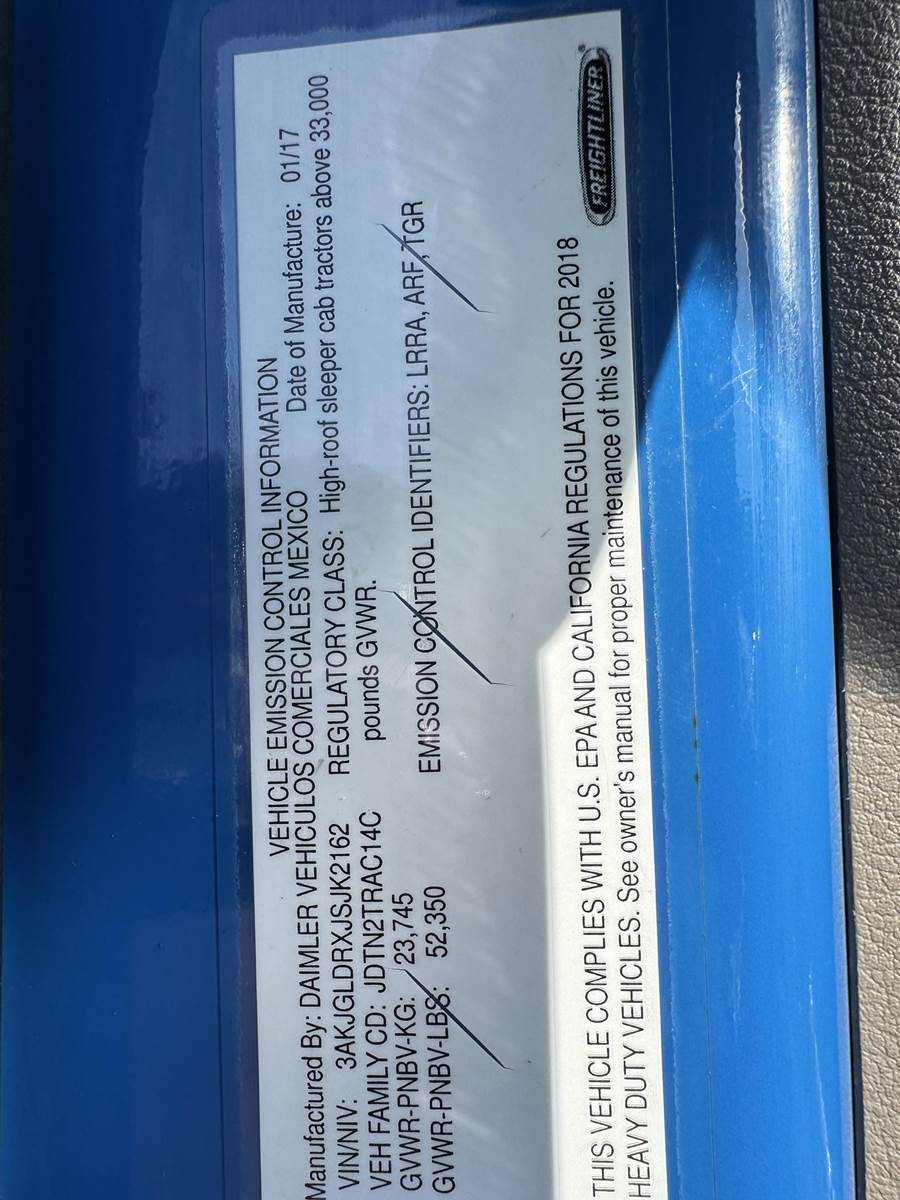 VEHICLE EMISSION CONTROL INFORMATION
Manufactured By: DAIMLER VEHICULOS COMERCIALES MEXICO Date of Manufacture: 01/17
VIN/NIV: 3AKJGLDRXJSJK2162 REGULATORY CLASS: High-roof sleeper cab tractors above 33,000
VEH FAMILY CD: JDTN2TRAC14C pounds GVWR.
GVWR-PNBV-KG: 23,745
GVWR-PNBV-LBS: 52,350 EMISSION CONTROL IDENTIFIERS: LRRA, ARF, TGR
THIS VEHICLE COMPLIES WITH U.S. EPA AND CALIFORNIA REGULATIONS FOR 2018
HEAVY DUTY VEHICLES. See owner's manual for proper maintenance of this vehicle.
FREIGHTLINER®